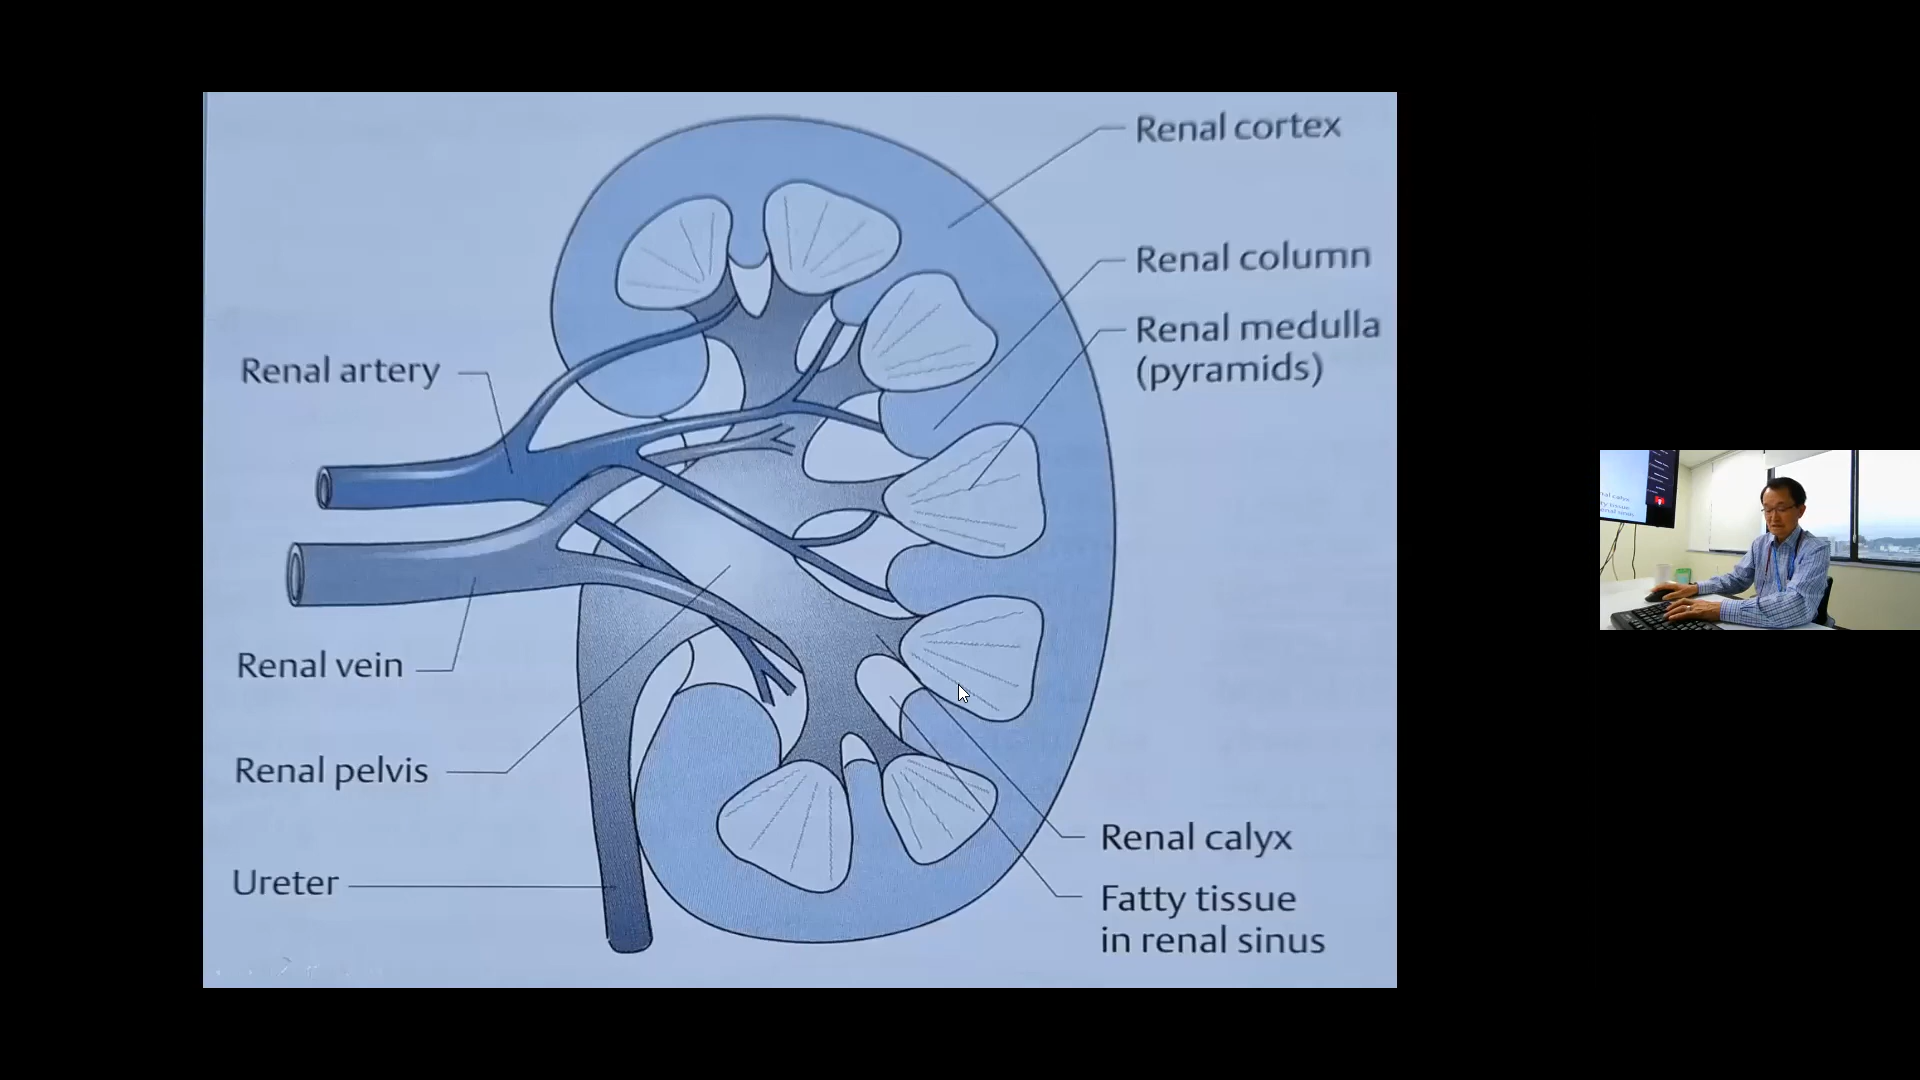 Renal cortex
Renal column
Renal medulla
(pyramids)
Renal artery
Renal vein
Renal pelvis
Ureter
Renal calyx
Fatty tissue
in renal sinus